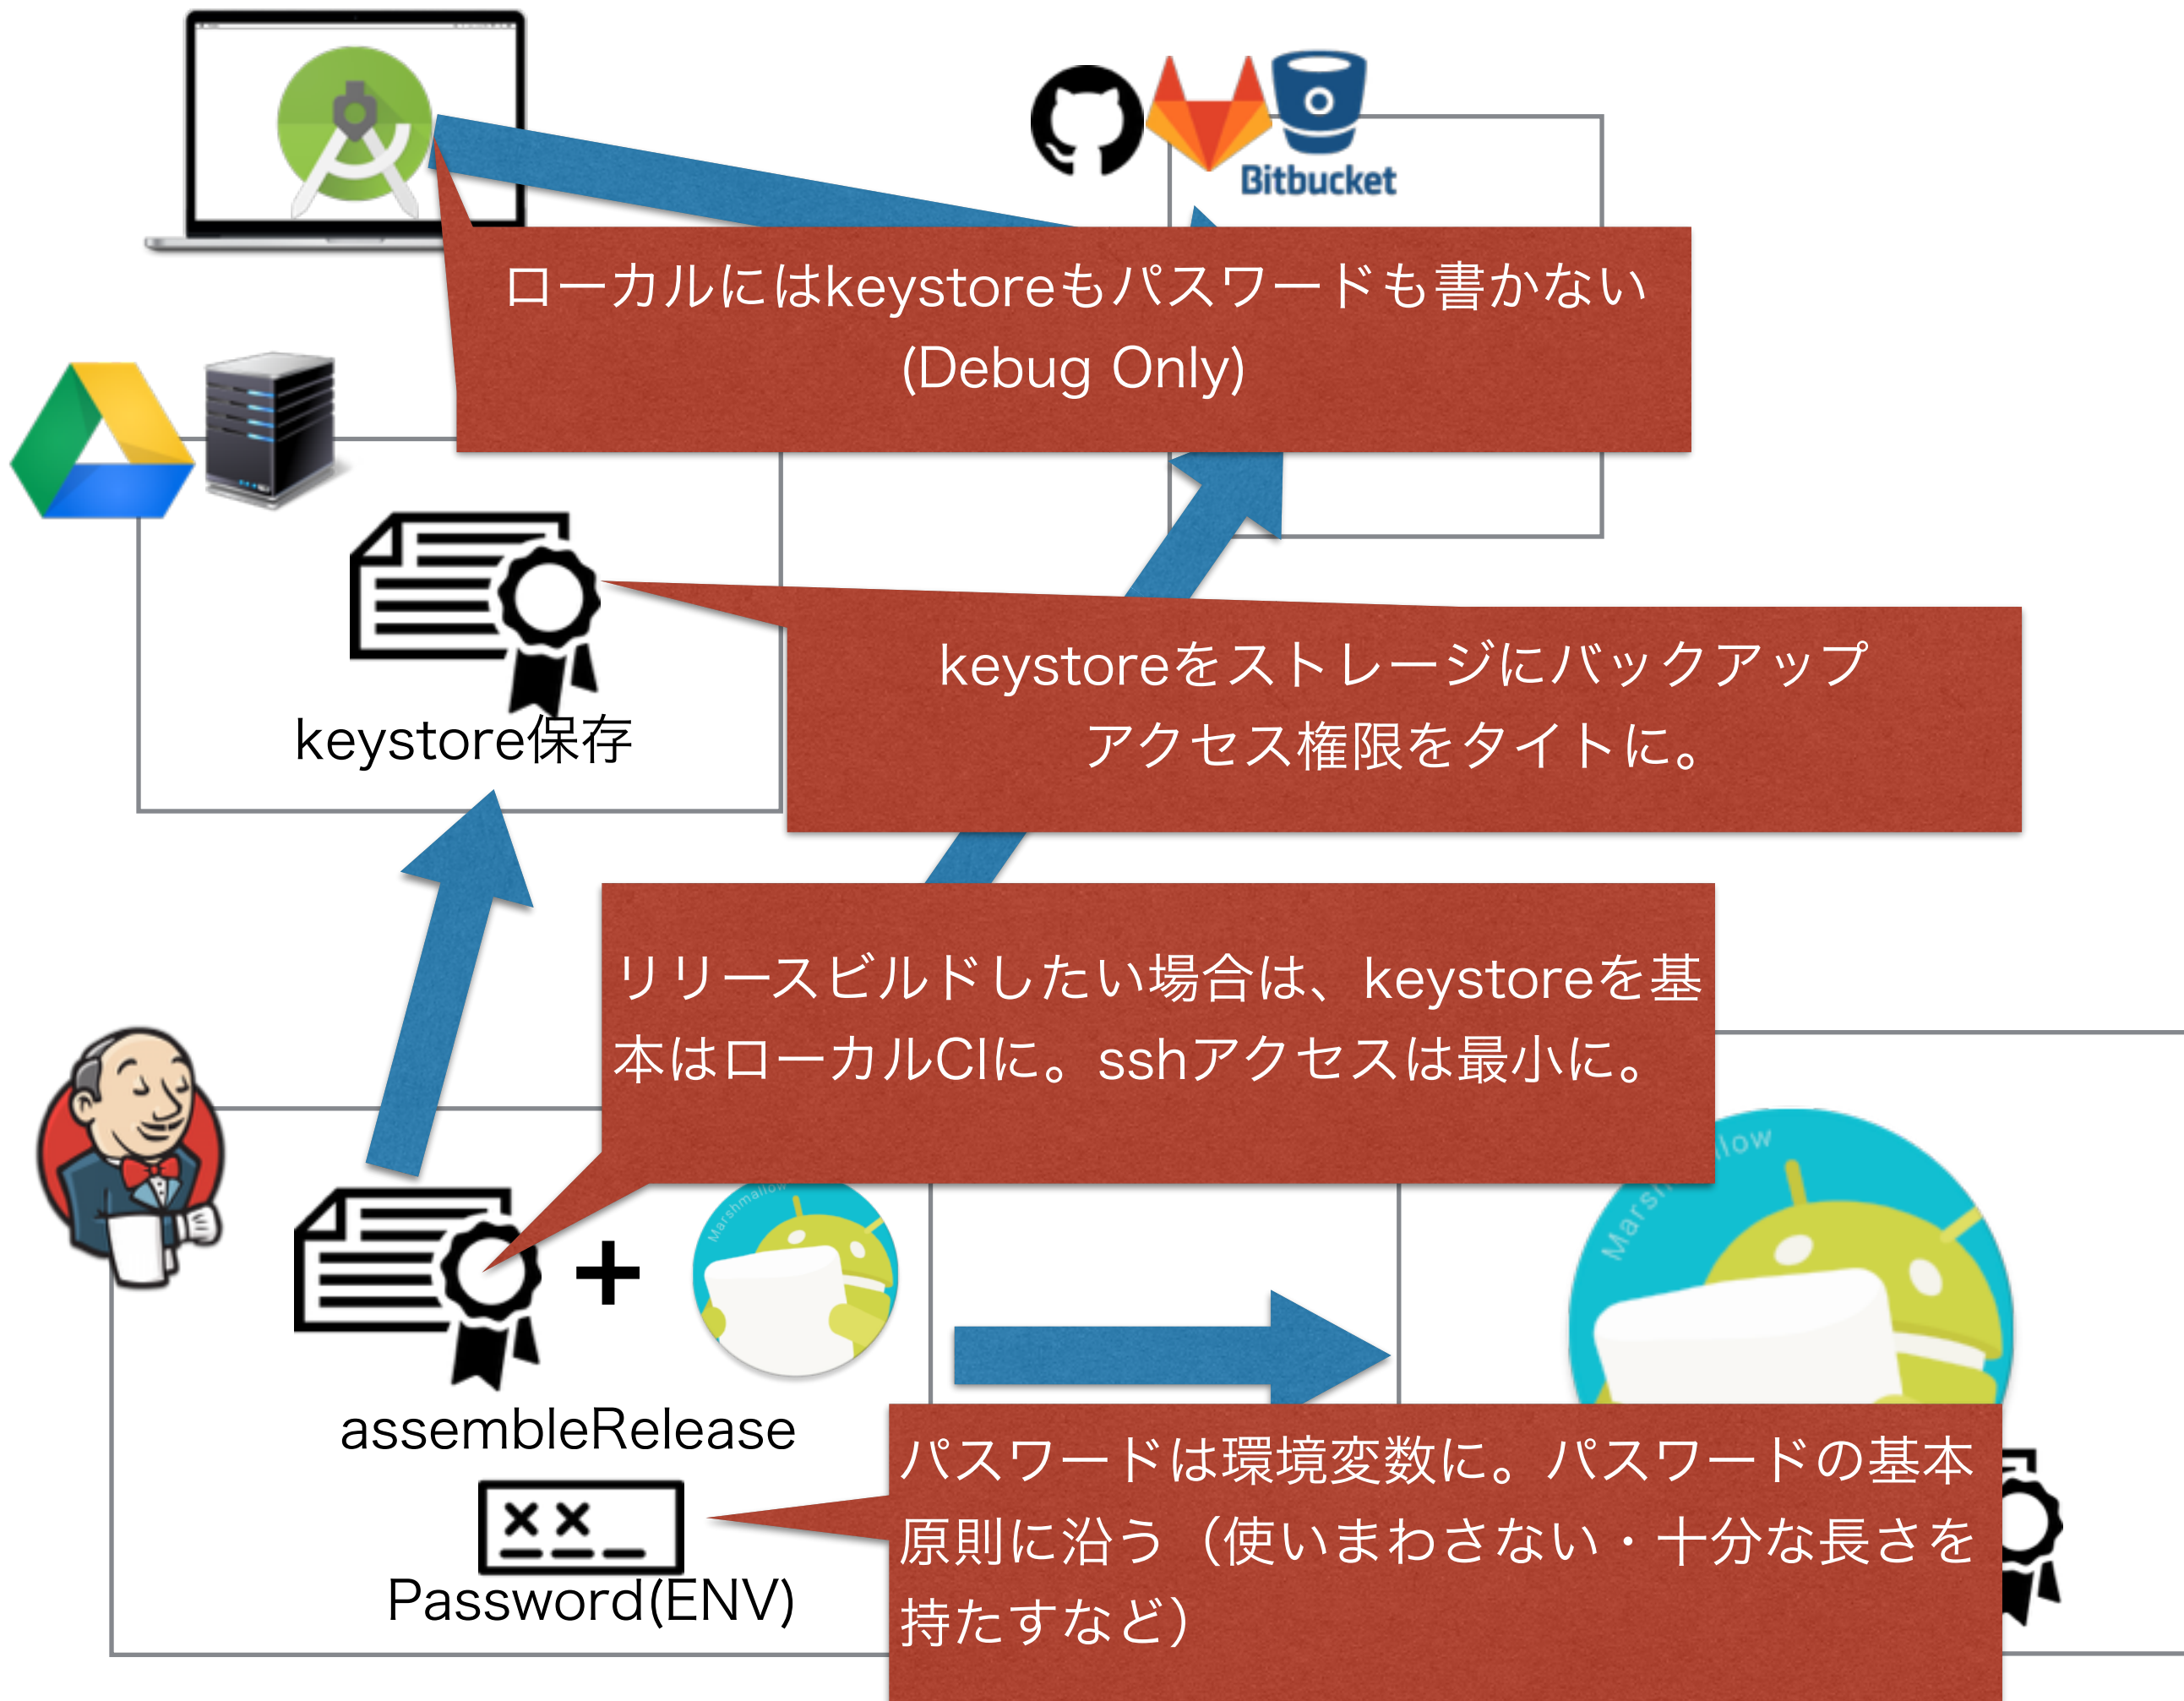 Bitbucket
ローカルにはkeystoreもパスワードも書かない
(Debug Only)
keystoreをストレージにバックアップ
アクセス権限をタイトに。
keystore保存
リリースビルドしたい場合は、keystoreを基
本はローカルCIに。sshアクセスは最小に。
Marshmallow
+
assembleRelease
パスワードは環境変数に。パスワードの基本
原則に沿う（使いまわさない・十分な長さを
持たすなど）
Password(ENV)